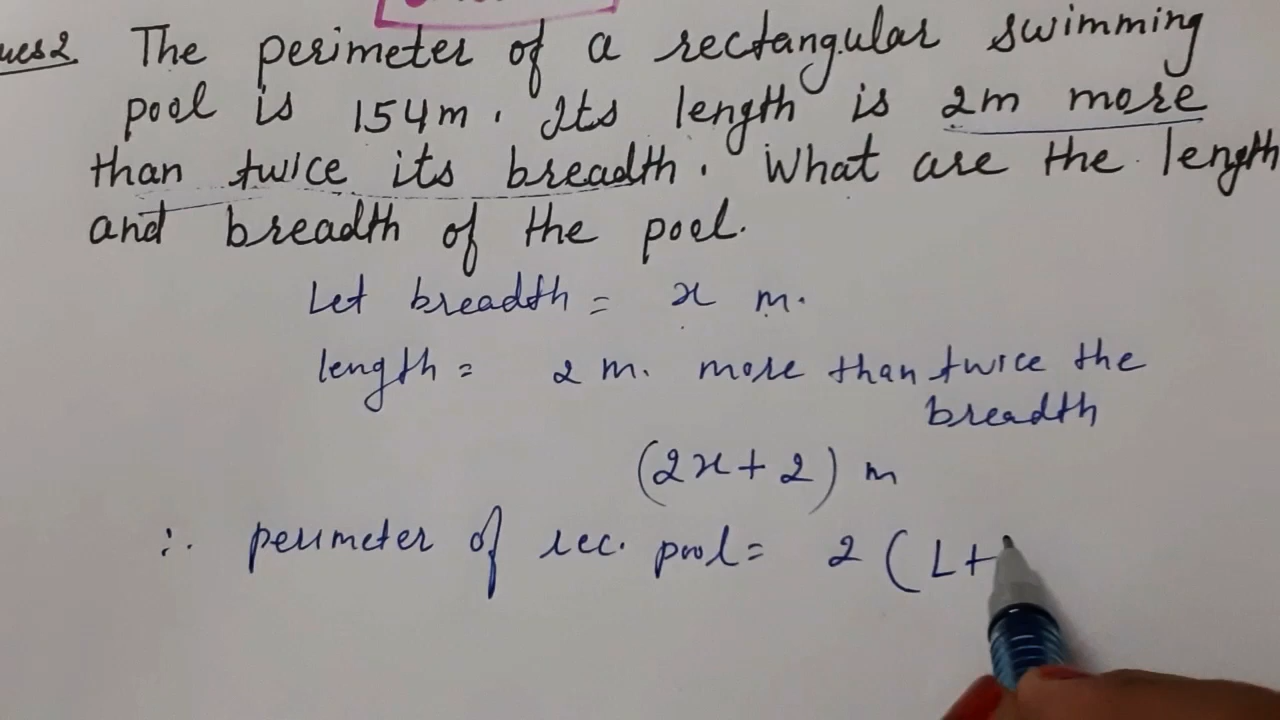 The perimeter of a rectangular swimming
pool is 154m. Its length is 2m more
than twice its breadth. What are the length
and breadth of the pool.
Let breadth = x m.
length = 2 m. more than twice the
breadth
(2x+2) m
∴ perimeter of rec. pool = 2 (L+